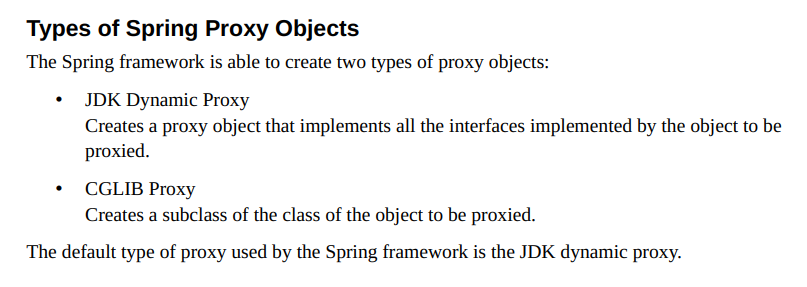 Types of Spring Proxy Objects
The Spring framework is able to create two types of proxy objects:
• JDK Dynamic Proxy
Creates a proxy object that implements all the interfaces implemented by the object to be
proxied.
• CGLIB Proxy
Creates a subclass of the class of the object to be proxied.
The default type of proxy used by the Spring framework is the JDK dynamic proxy.